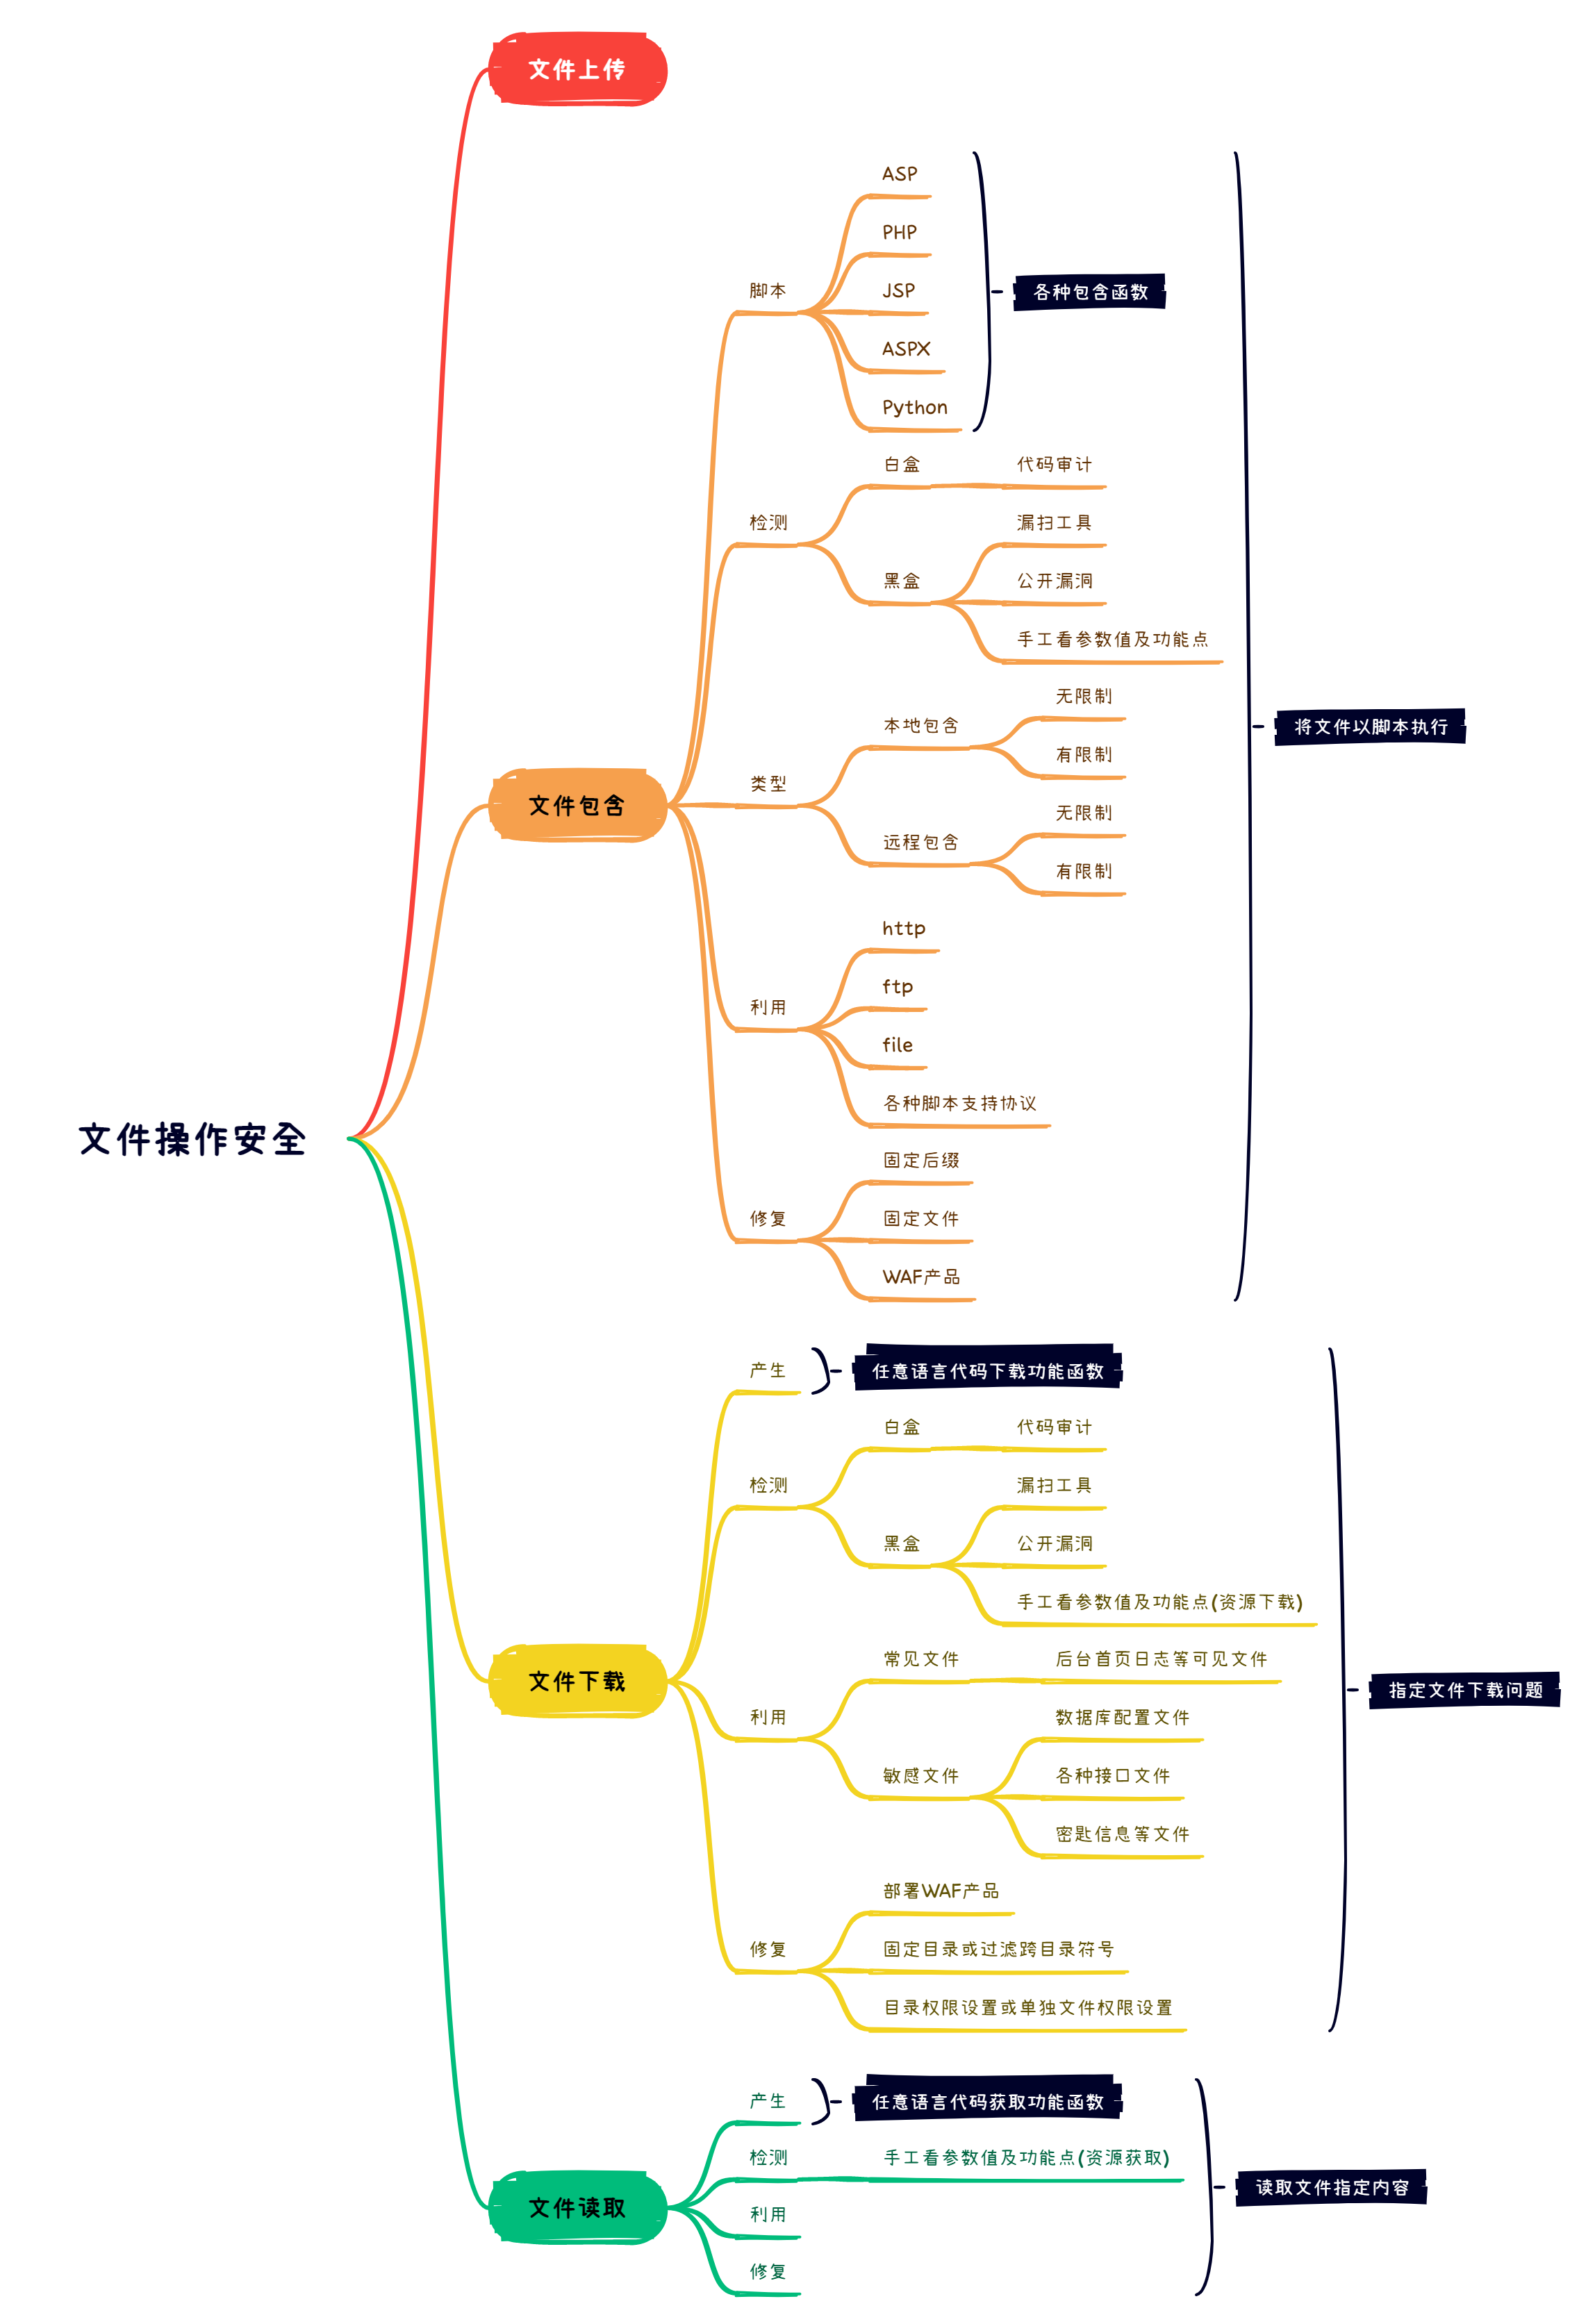 文件上传
ASP
PHP
脚本
JSP
各种包含函数
ASPX
Python
白盒
代码审计
检测
漏扫工具
黑盒
公开漏洞
手工看参数值及功能点
无限制
本地包含
有限制
将文件以脚本执行
类型
文件包含
无限制
远程包含
有限制
http
ftp
利用
file
各种脚本支持协议
文件操作安全
固定后缀
修复
固定文件
WAF产品
产生
任意语言代码下载功能函数
白盒
代码审计
检测
漏扫工具
黑盒
公开漏洞
手工看参数值及功能点(资源下载)
常见文件
后台首页日志等可见文件
文件下载
指定文件下载问题
利用
数据库配置文件
敏感文件
各种接口文件
密匙信息等文件
部署WAF产品
修复
固定目录或过滤跨目录符号
目录权限设置或单独文件权限设置
产生
任意语言代码获取功能函数
检测
手工看参数值及功能点(资源获取)
文件读取
读取文件指定内容
利用
修复